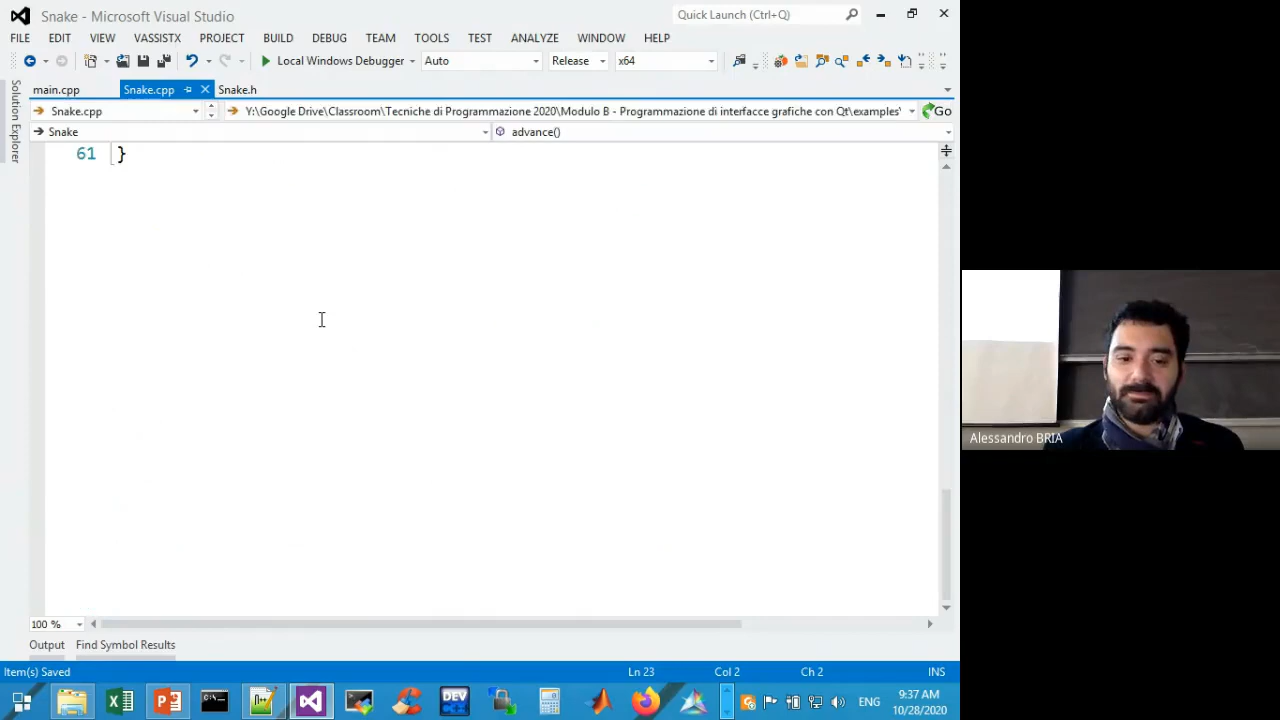 Snake - Microsoft Visual Studio
Quick Launch (Ctrl+Q)
FILE EDIT VIEW VASSISTX PROJECT BUILD DEBUG TEAM TOOLS TEST ANALYZE WINDOW HELP
Local Windows Debugger Auto Release x64
main.cpp Snake.cpp Snake.h
Solution Explorer
Snake.cpp Y:\Google Drive\Classroom\Tecniche di Programmazione 2020\Modulo B - Programmazione di interfacce grafiche con Qt\examples\ Go
Snake advance()
61 }
Alessandro BRIA
100 %
Output Find Symbol Results
Item(s) Saved Ln 23 Col 2 Ch 2 INS
DEV
ENG
9:37 AM
10/28/2020